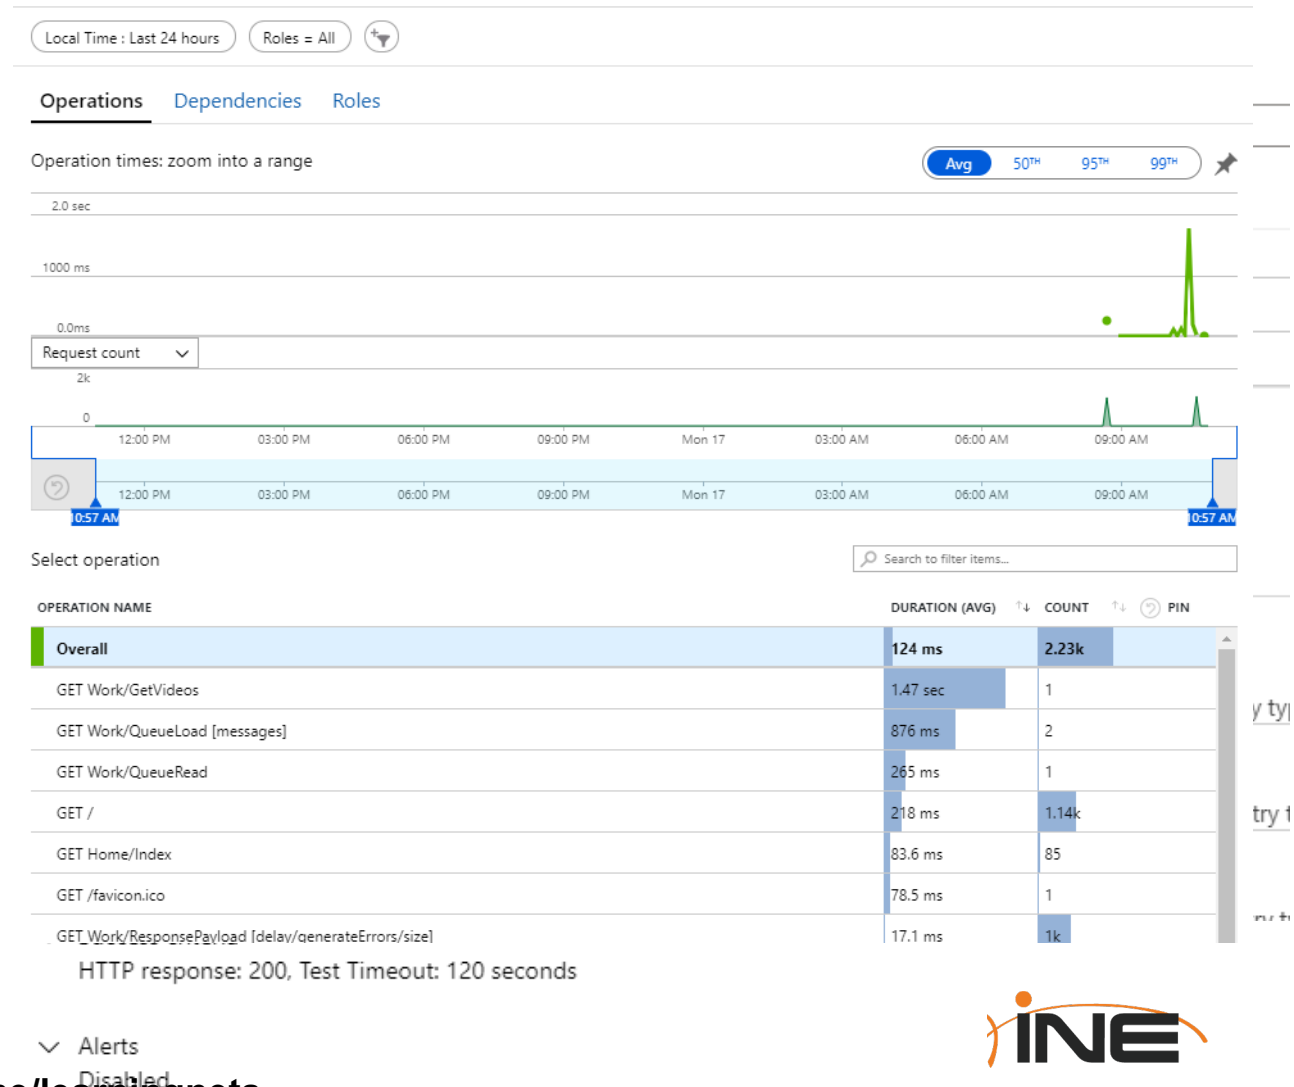 Local Time : Last 24 hours
Roles = All
Operations Dependencies Roles
Operation times: zoom into a range
Avg 50TH 95TH 99TH
2.0 sec
1000 ms
0.0ms
Request count
2k
0
12:00 PM 03:00 PM 06:00 PM 09:00 PM Mon 17 03:00 AM 06:00 AM 09:00 AM
12:00 PM 03:00 PM 06:00 PM 09:00 PM Mon 17 03:00 AM 06:00 AM 09:00 AM
10:57 AM 10:57 AM
Select operation
Search to filter items...
OPERATION NAME DURATION (AVG) COUNT PIN
Overall 124 ms 2.23k
GET Work/GetVideos 1.47 sec 1
GET Work/QueueLoad [messages] 876 ms 2
GET Work/QueueRead 265 ms 1
GET / 218 ms 1.14k
GET Home/Index 83.6 ms 85
GET /favicon.ico 78.5 ms 1
GET Work/ResponsePayload [delay/generateErrors/size] 17.1 ms 1k
HTTP response: 200, Test Timeout: 120 seconds
iNE
Alerts
Disabled